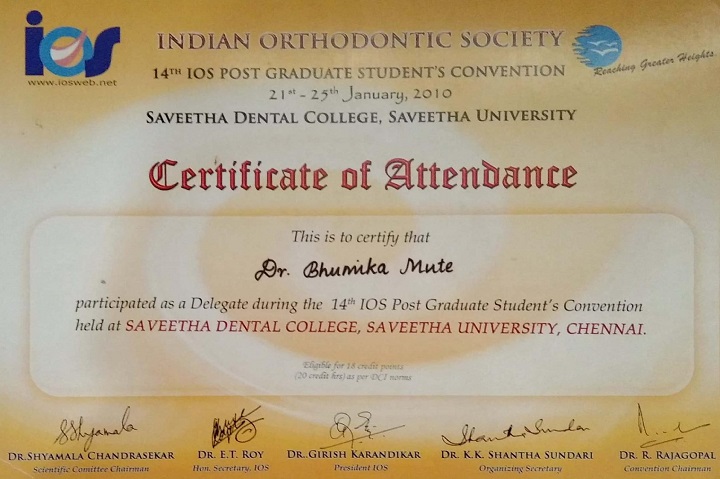 ios
www.iosweb.net
INDIAN ORTHODONTIC SOCIETY
Reaching Greater Heights.
14TH IOS POST GRADUATE STUDENT'S CONVENTION
21st - 25th January, 2010
SAVEETHA DENTAL COLLEGE, SAVEETHA UNIVERSITY
Certificate of Attendance
This is to certify that
Dr. Bhumika Mute
participated as a Delegate during the 14th IOS Post Graduate Student's Convention
held at SAVEETHA DENTAL COLLEGE, SAVEETHA UNIVERSITY, CHENNAI.
Eligible for 18 credit points
(20 credit hrs) as per DCI norms
SShyamala
Shantha Sundari
DR.SHYAMALA CHANDRASEKAR DR. E.T. ROY DR. GIRISH KARANDIKAR DR. K.K. SHANTHA SUNDARI DR. R. RAJAGOPAL
Scientific Comittee Chairman Hon. Secretary, IOS President IOS Organizing Secretary Convention Chairman